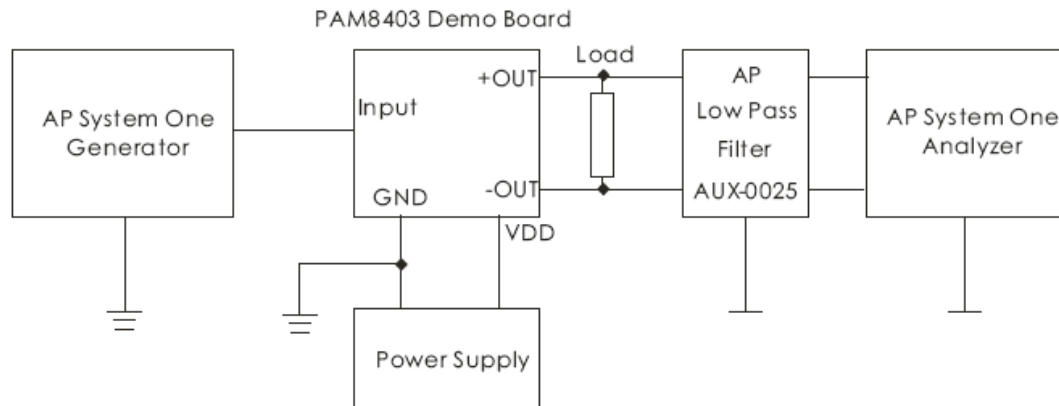 PAM8403 Demo Board
AP System One
Generator
Input
GND
+OUT
-OUT
VDD
Load
AP
Low Pass
Filter
AUX-0025
AP System One
Analyzer
Power Supply